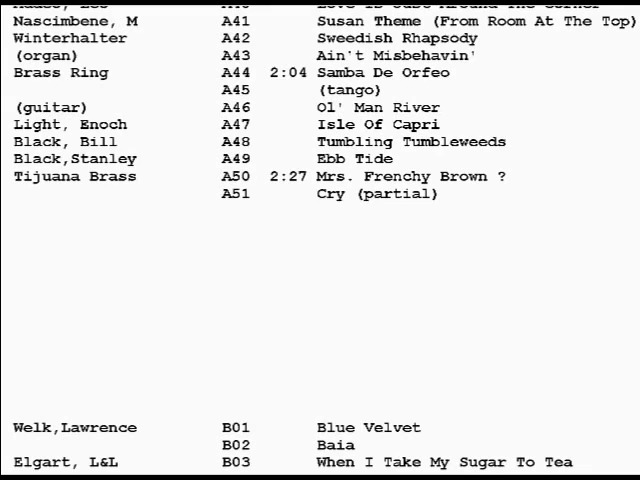 Nascimbene, M A41 Susan Theme (From Room At The Top)
Winterhalter A42 Sweedish Rhapsody
(organ) A43 Ain't Misbehavin'
Brass Ring A44 2:04 Samba De Orfeo
A45 (tango)
(guitar) A46 Ol' Man River
Light, Enoch A47 Isle Of Capri
Black, Bill A48 Tumbling Tumbleweeds
Black,Stanley A49 Ebb Tide
Tijuana Brass A50 2:27 Mrs. Frenchy Brown ?
A51 Cry (partial)
Welk,Lawrence B01 Blue Velvet
B02 Baia
Elgart, L&L B03 When I Take My Sugar To Tea